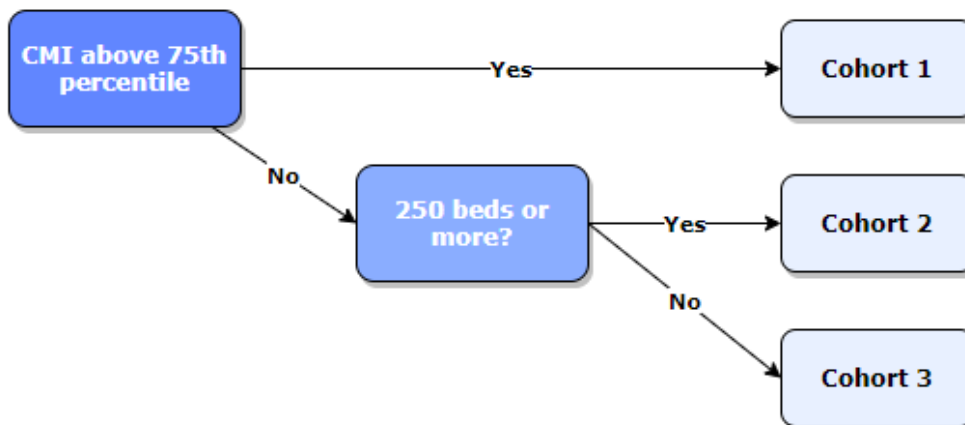 CMI above 75th
percentile
Yes
Cohort 1
No
250 beds or
more?
Yes
Cohort 2
No
Cohort 3